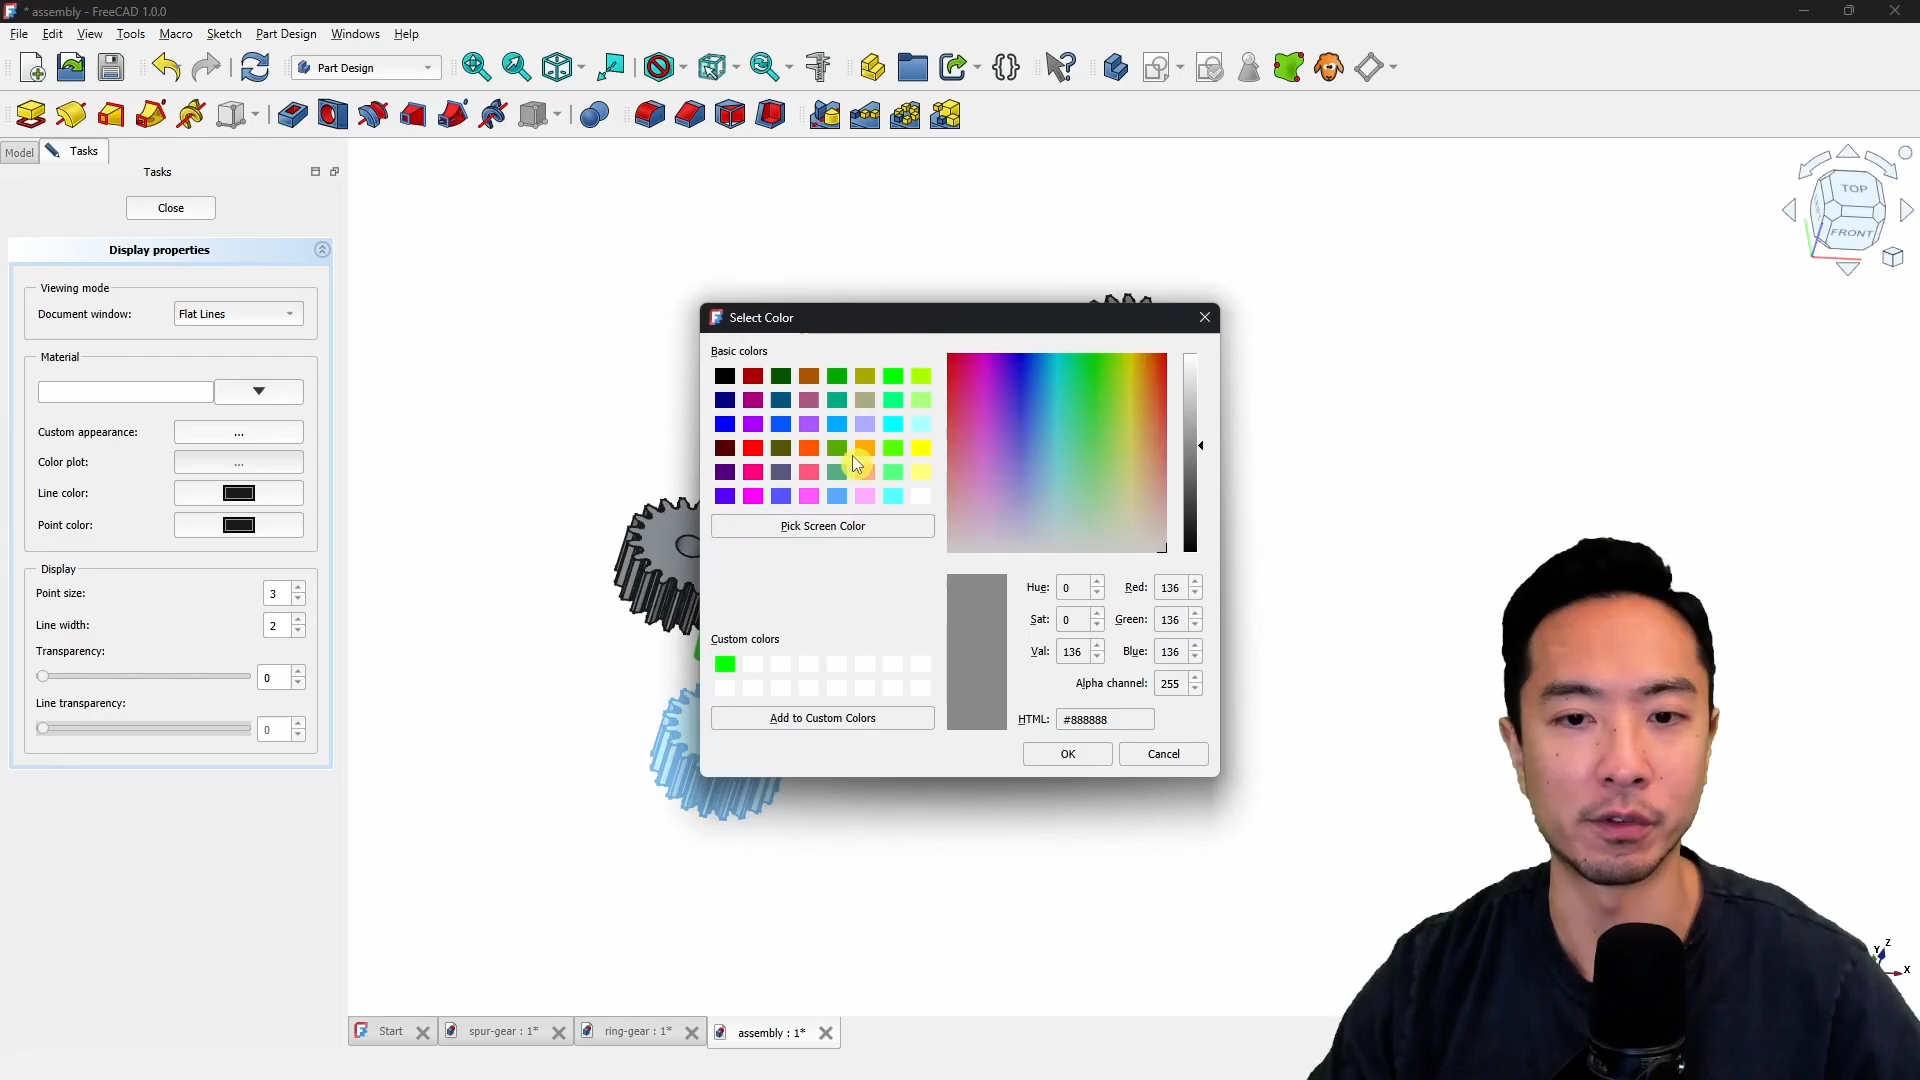 * assembly - FreeCAD 1.0.0
File Edit View Tools Macro Sketch Part Design Windows Help
Part Design
Model Tasks
Tasks
Close
Display properties
Viewing mode
Document window: Flat Lines
Material
Custom appearance: ...
Color plot: ...
Line color:
Point color:
Display
Point size: 3
Line width: 2
Transparency:
0
Line transparency:
0
Select Color
Basic colors
Pick Screen Color
Custom colors
Add to Custom Colors
Hue: 0 Red: 136
Sat: 0 Green: 136
Val: 136 Blue: 136
Alpha channel: 255
HTML: #888888
OK Cancel
TOP
FRONT
Z
Y
X
Start spur-gear : 1* ring-gear : 1* assembly : 1*